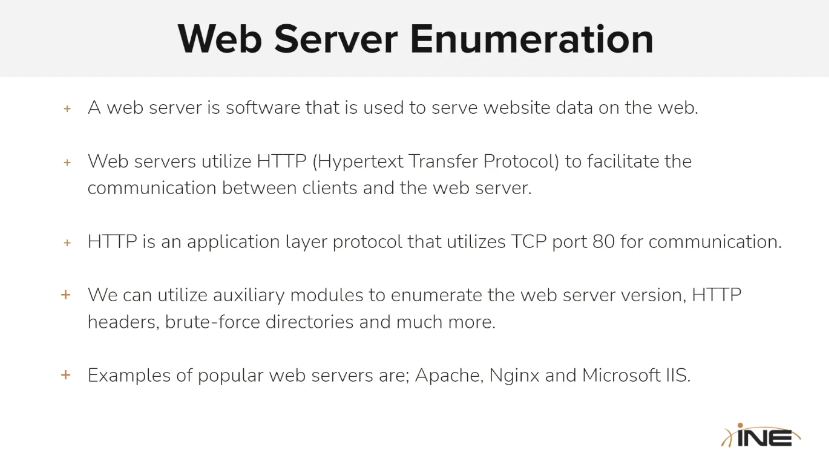 Web Server Enumeration
+ A web server is software that is used to serve website data on the web.
+ Web servers utilize HTTP (Hypertext Transfer Protocol) to facilitate the
communication between clients and the web server.
+ HTTP is an application layer protocol that utilizes TCP port 80 for communication.
+ We can utilize auxiliary modules to enumerate the web server version, HTTP
headers, brute-force directories and much more.
+ Examples of popular web servers are; Apache, Nginx and Microsoft IIS.
iNE